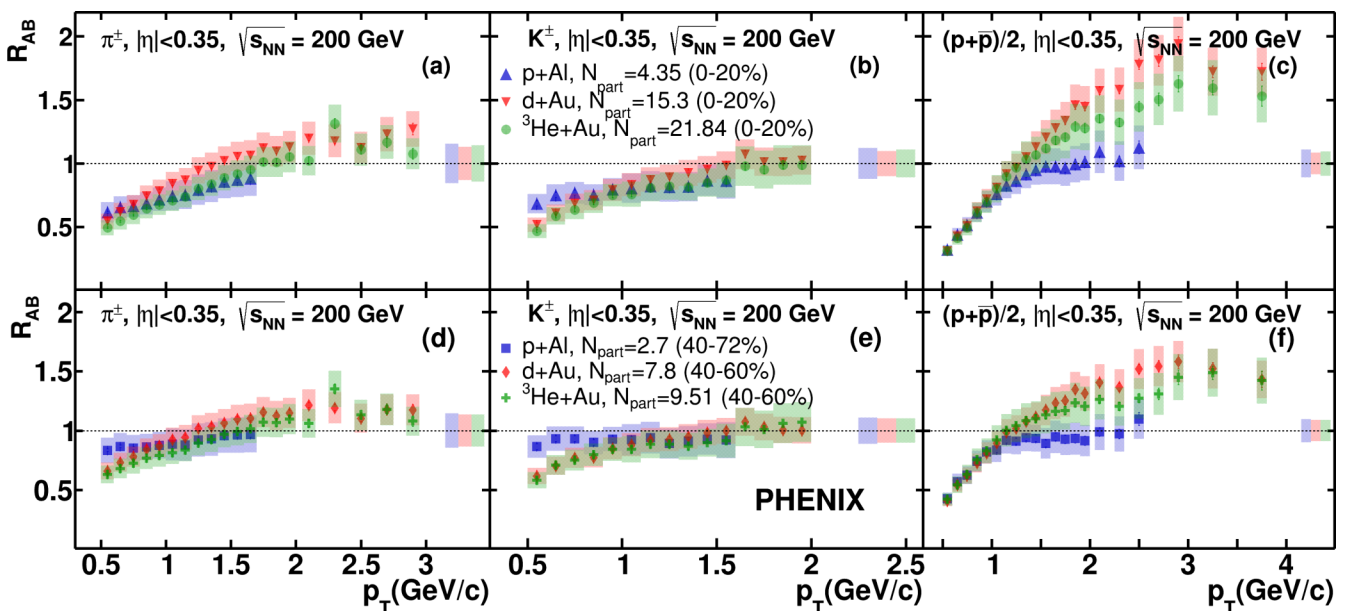 R_AB
2
1.5
1
0.5
π±, |η|<0.35, √s_NN = 200 GeV
(a)
K±, |η|<0.35, √s_NN = 200 GeV
(b)
p+Al, N_part=4.35 (0-20%)
d+Au, N_part=15.3 (0-20%)
³He+Au, N_part=21.84 (0-20%)
(p+p̅)/2, |η|<0.35, √s_NN = 200 GeV
(c)
R_AB
2
1.5
1
0.5
π±, |η|<0.35, √s_NN = 200 GeV
(d)
K±, |η|<0.35, √s_NN = 200 GeV
(e)
p+Al, N_part=2.7 (40-72%)
d+Au, N_part=7.8 (40-60%)
³He+Au, N_part=9.51 (40-60%)
PHENIX
(p+p̅)/2, |η|<0.35, √s_NN = 200 GeV
(f)
0.5 1 1.5 2 2.5 3
0.5 1 1.5 2 2.5
1 2 3 4
p_T(GeV/c)
p_T(GeV/c)
p_T(GeV/c)